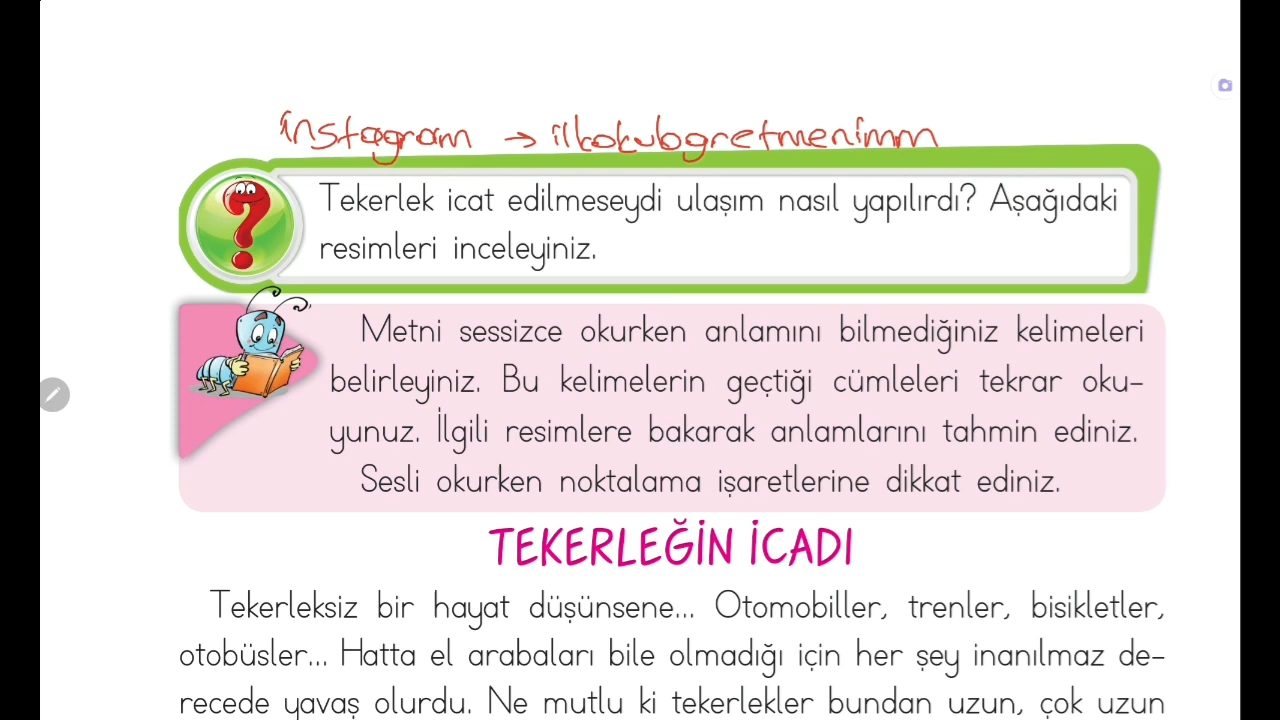 instagram → ilkokulogretmenimm
Tekerlek icat edilmeseydi ulaşım nasıl yapılırdı? Aşağıdaki
resimleri inceleyiniz.
Metni sessizce okurken anlamını bilmediğiniz kelimeleri
belirleyiniz. Bu kelimelerin geçtiği cümleleri tekrar oku-
yunuz. İlgili resimlere bakarak anlamlarını tahmin ediniz.
Sesli okurken noktalama işaretlerine dikkat ediniz.
TEKERLEĞİN İCADI
Tekerleksiz bir hayat düşünsene... Otomobiller, trenler, bisikletler,
otobüsler... Hatta el arabaları bile olmadığı için her şey inanılmaz de-
recede yavaş olurdu. Ne mutlu ki tekerlekler bundan uzun, çok uzun